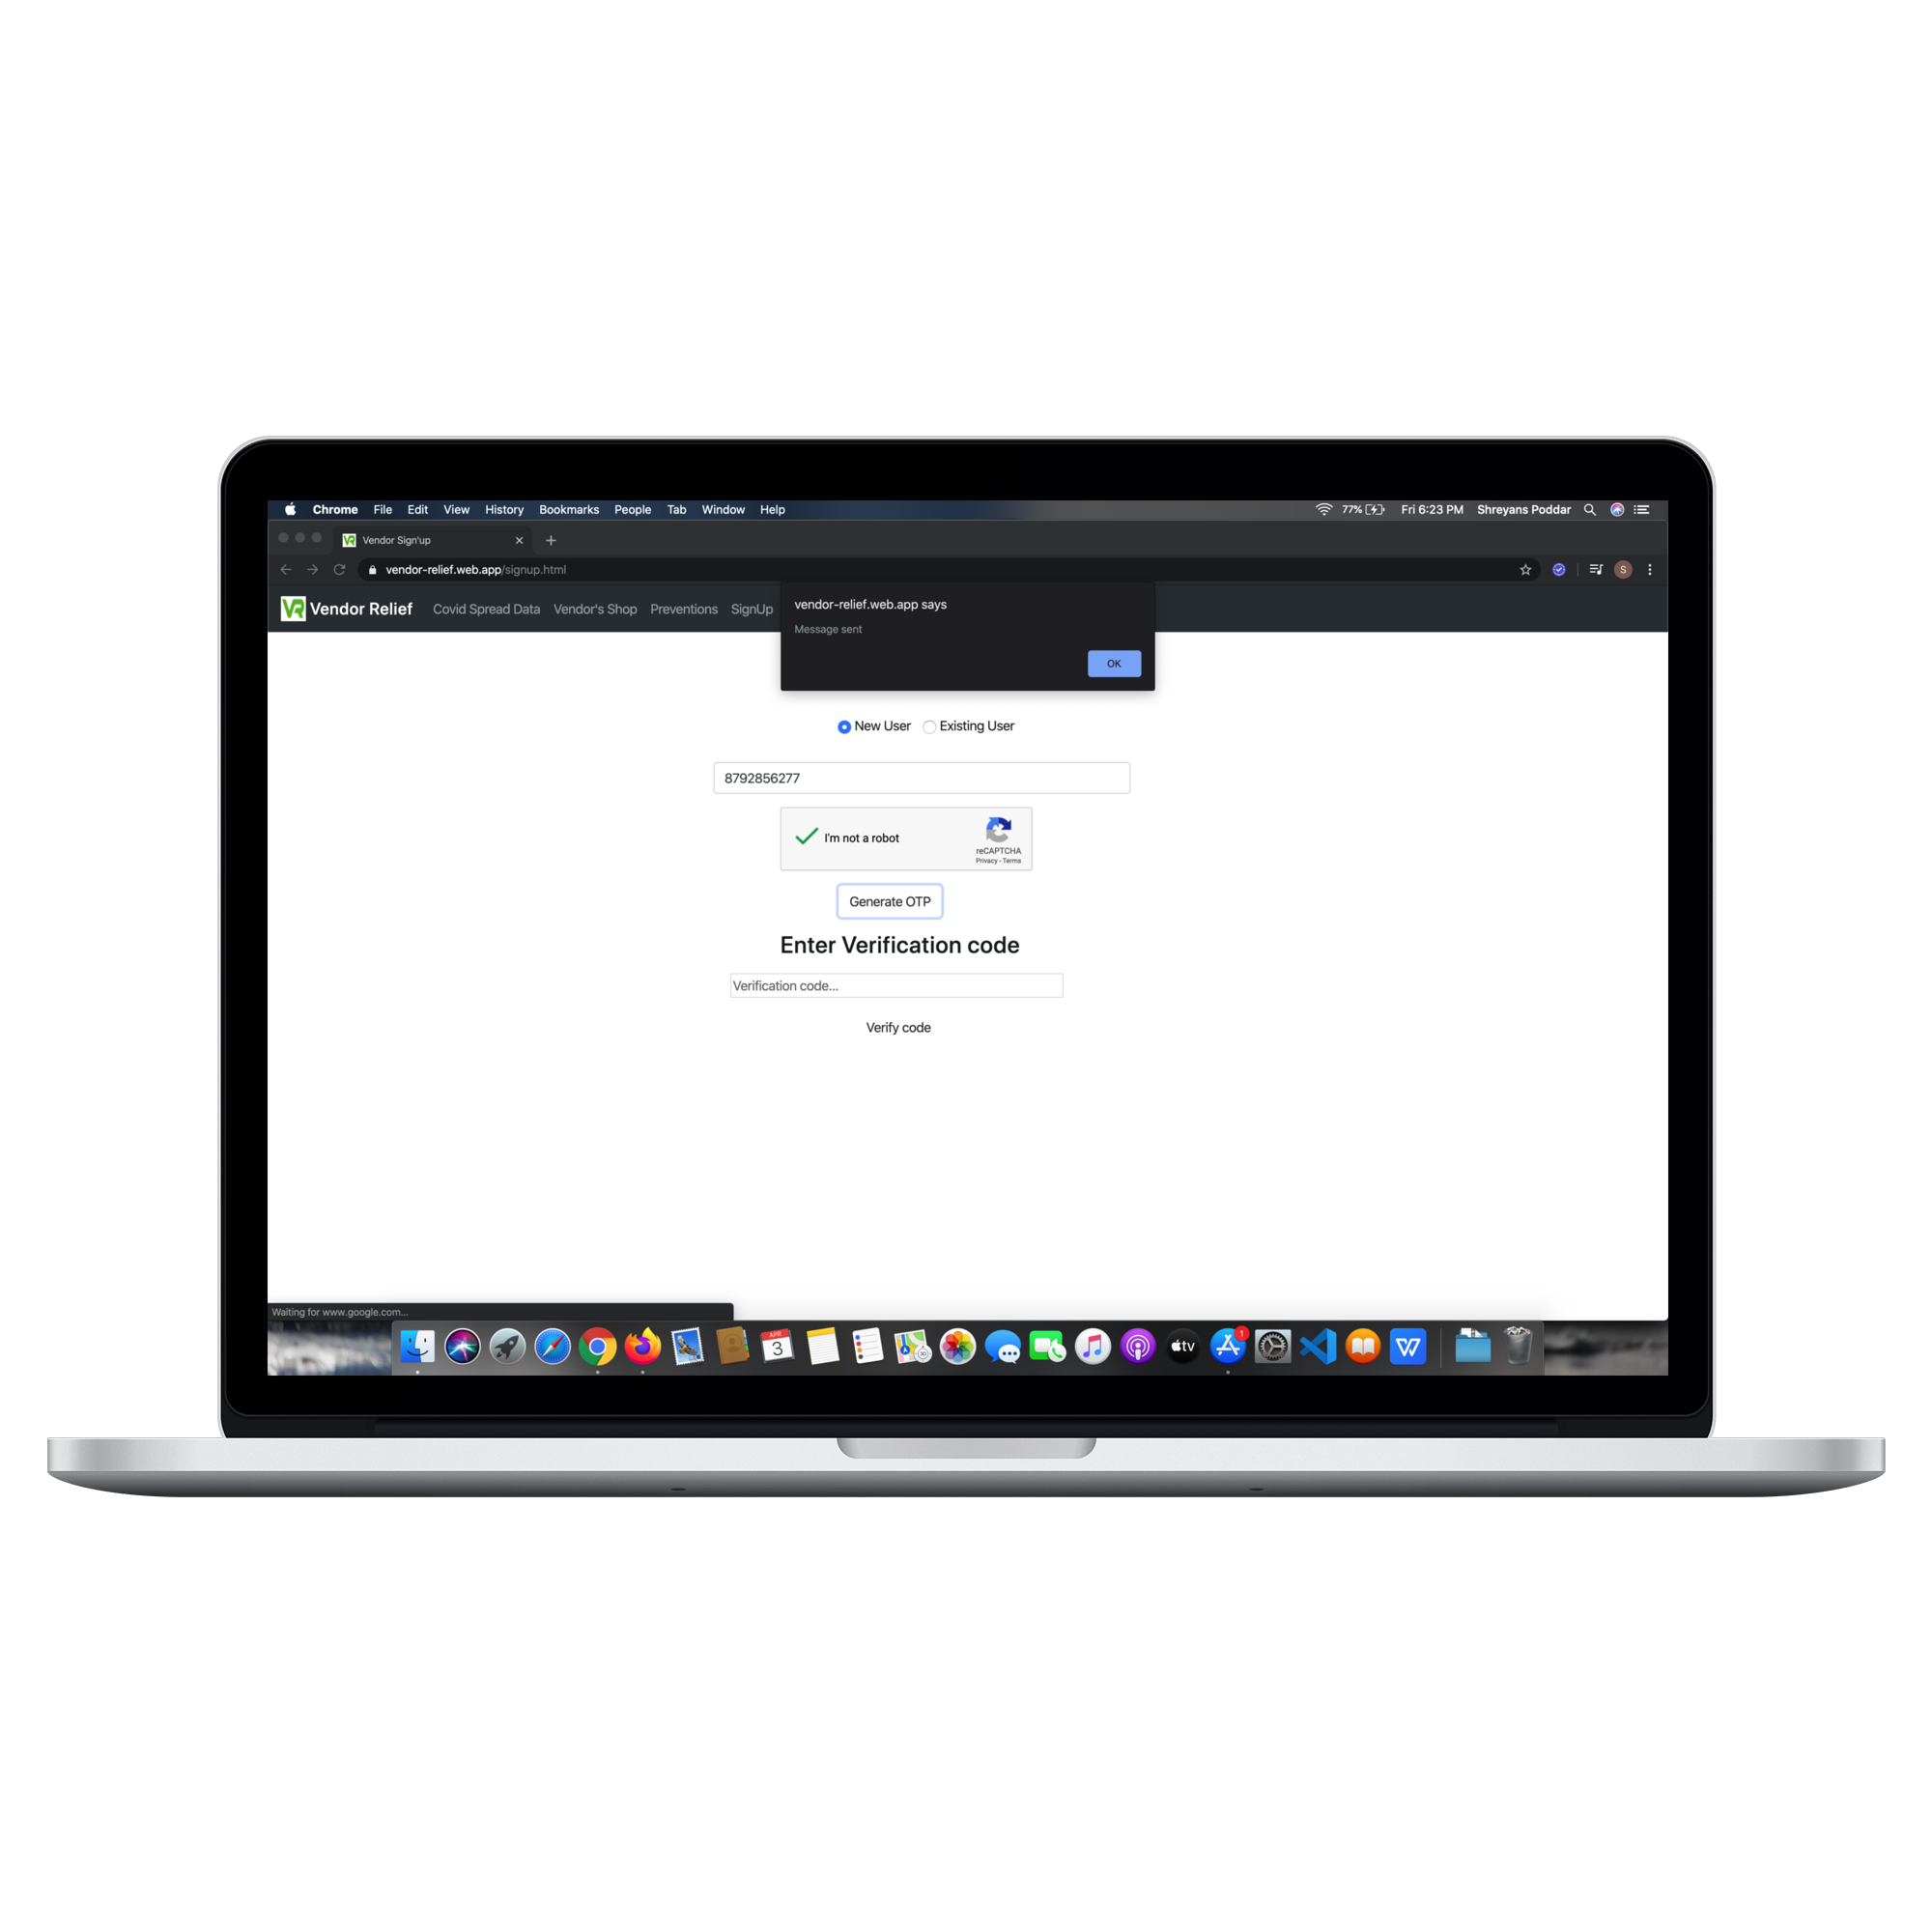 Chrome File Edit View History Bookmarks People Tab Window Help 77% Fri 6:23 PM Shreyans Poddar
VR Vendor Sign'up
vendor-relief.web.app/signup.html S
VR Vendor Relief Covid Spread Data Vendor's Shop Preventions SignUp
vendor-relief.web.app says
Message sent
OK
New User Existing User
8792856277
I'm not a robot
reCAPTCHA
Privacy - Terms
Generate OTP
Enter Verification code
Verification code...
Verify code
Waiting for www.google.com...
APR
3
tv
1
W